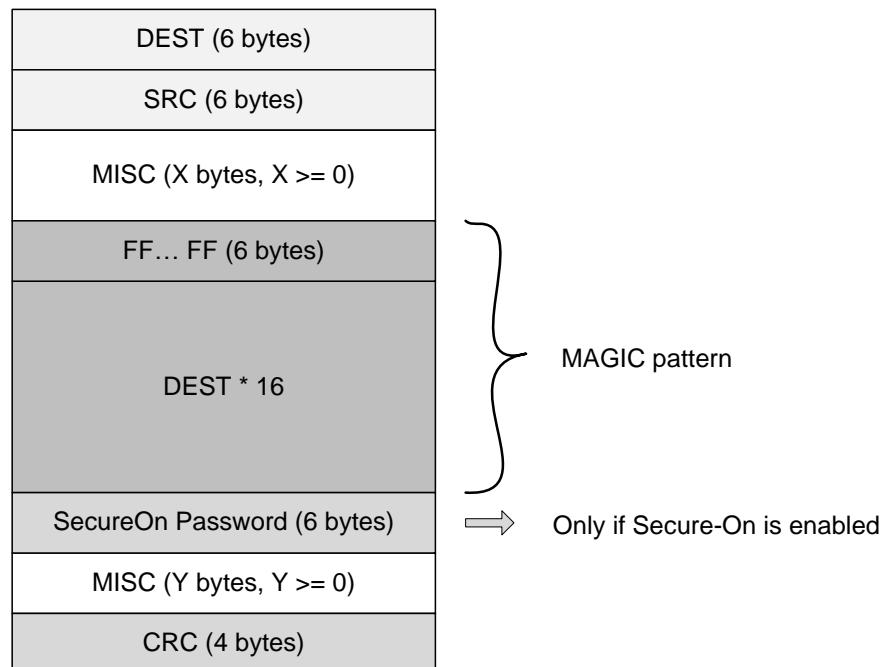 DEST (6 bytes)
SRC (6 bytes)
MISC (X bytes, X >= 0)
FF… FF (6 bytes)
DEST * 16
MAGIC pattern
SecureOn Password (6 bytes)
Only if Secure-On is enabled
MISC (Y bytes, Y >= 0)
CRC (4 bytes)